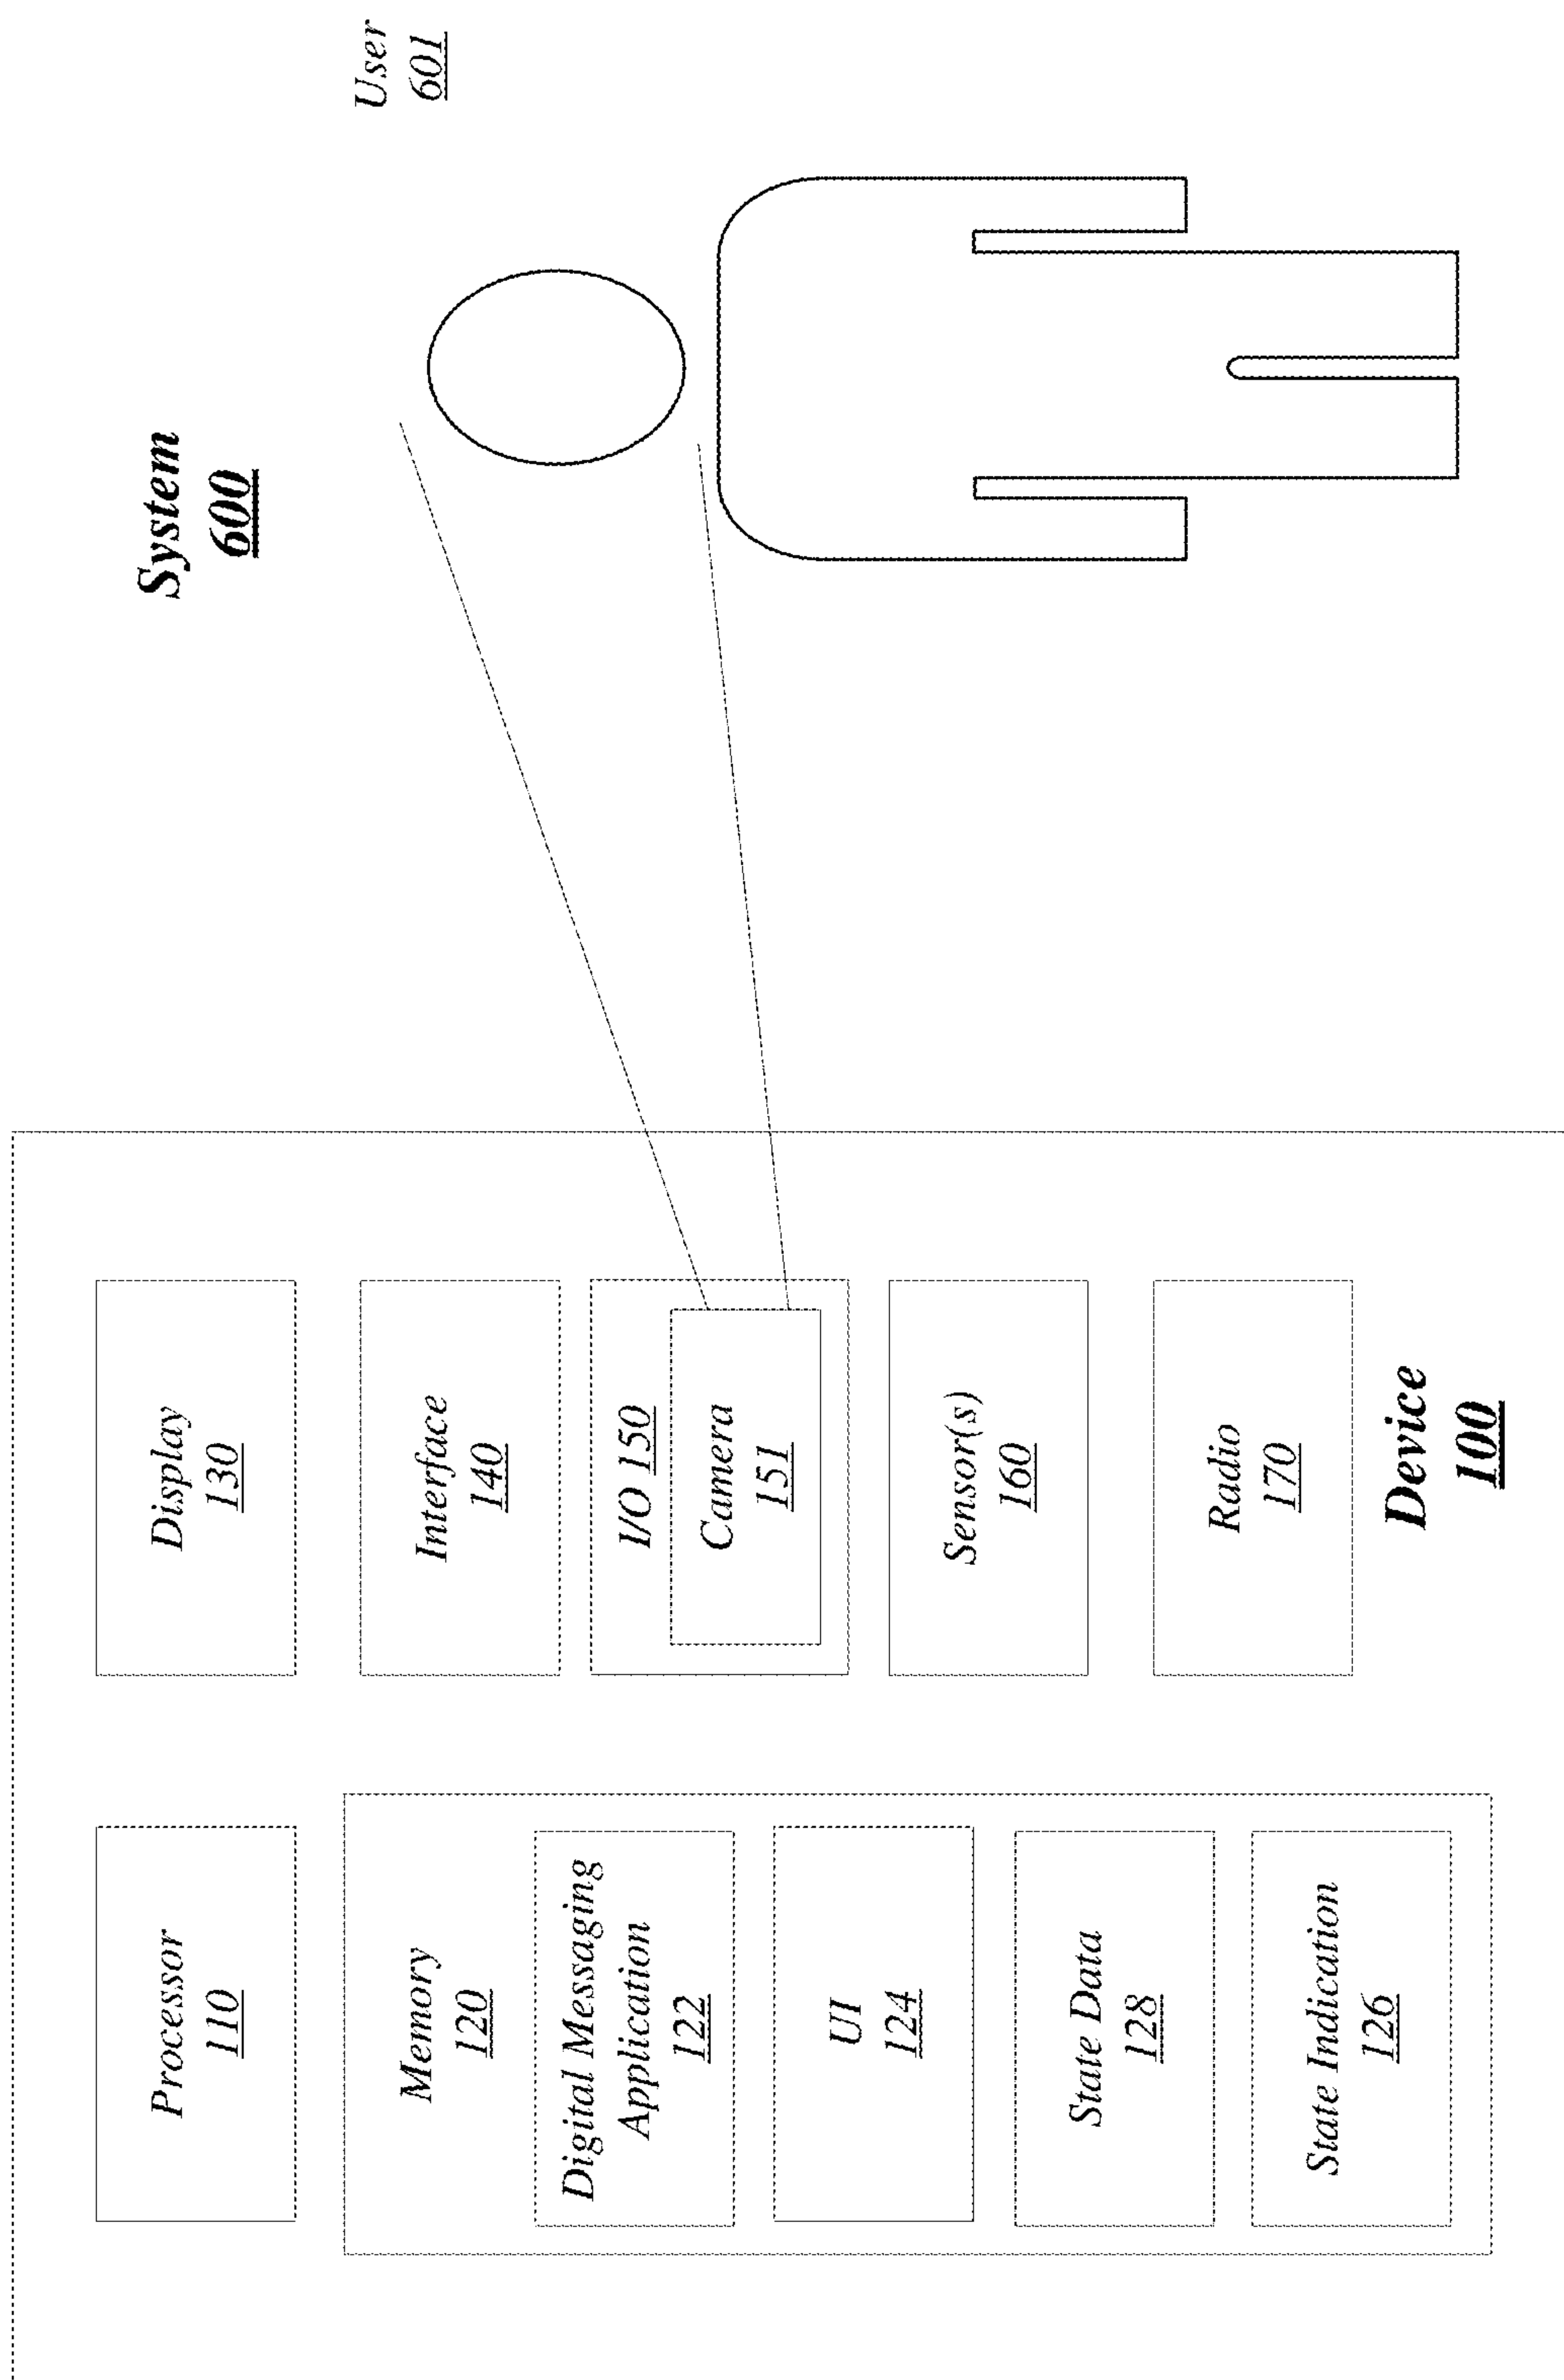 System
600
User
601
Display
130
Interface
140
I/O 150
Camera
151
Sensor(s)
160
Radio
170
Device
100
Processor
110
Memory
120
Digital Messaging
Application
122
UI
124
State Data
128
State Indication
126